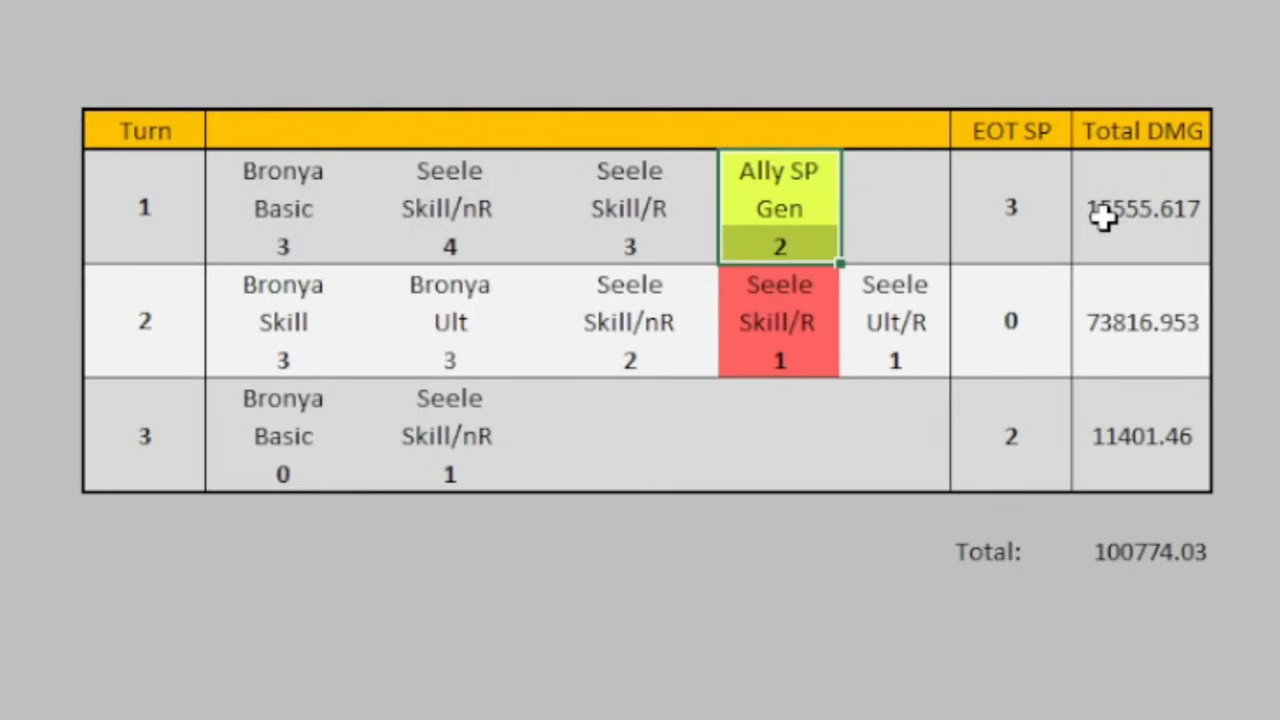 Turn EOT SP Total DMG
Bronya Seele Seele Ally SP
1 Basic Skill/nR Skill/R Gen 3 15555.617
3 4 3 2
Bronya Bronya Seele Seele Seele
2 Skill Ult Skill/nR Skill/R Ult/R 0 73816.953
3 3 2 1 1
Bronya Seele
3 Basic Skill/nR 2 11401.46
0 1
Total: 100774.03